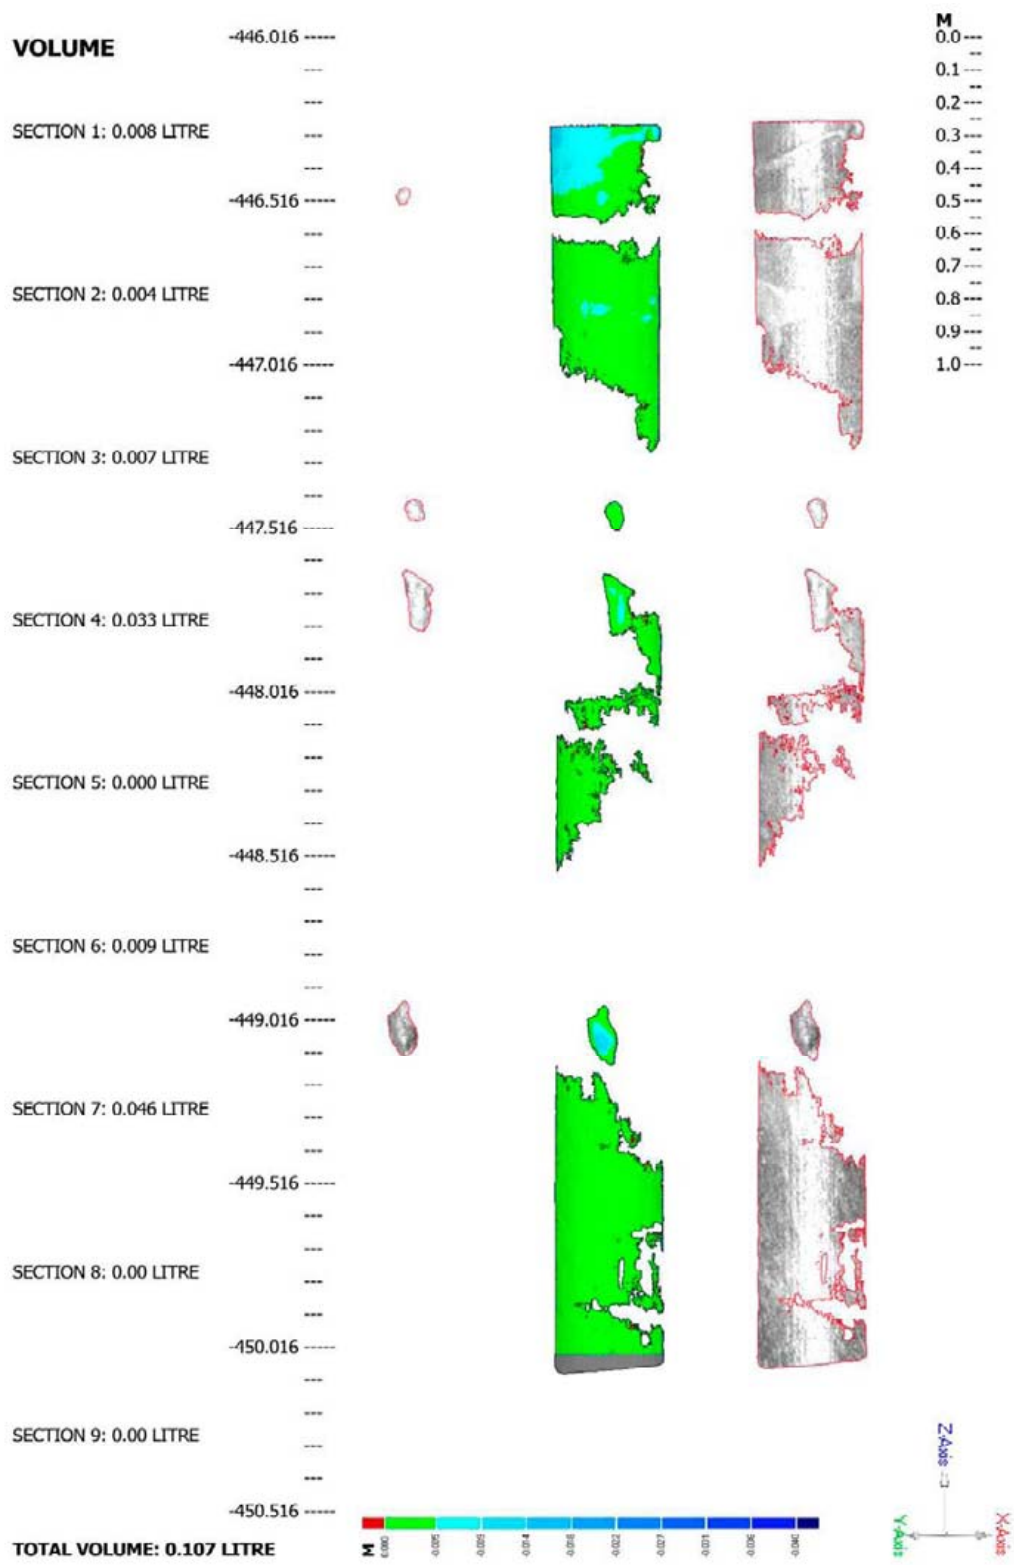 VOLUME
-446.016
M
0.0
0.1
0.2
SECTION 1: 0.008 LITRE
0.3
0.4
-446.516
0.5
0.6
0.7
SECTION 2: 0.004 LITRE
0.8
0.9
-447.016
1.0
SECTION 3: 0.007 LITRE
-447.516
SECTION 4: 0.033 LITRE
-448.016
SECTION 5: 0.000 LITRE
-448.516
SECTION 6: 0.009 LITRE
-449.016
SECTION 7: 0.046 LITRE
-449.516
SECTION 8: 0.00 LITRE
-450.016
SECTION 9: 0.00 LITRE
Z-Axis
-450.516
Y-Axis
X-Axis
TOTAL VOLUME: 0.107 LITRE
M